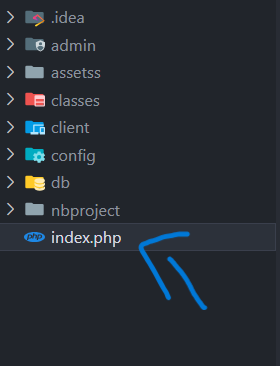 .idea
admin
assetss
classes
client
config
db
nbproject
php index.php